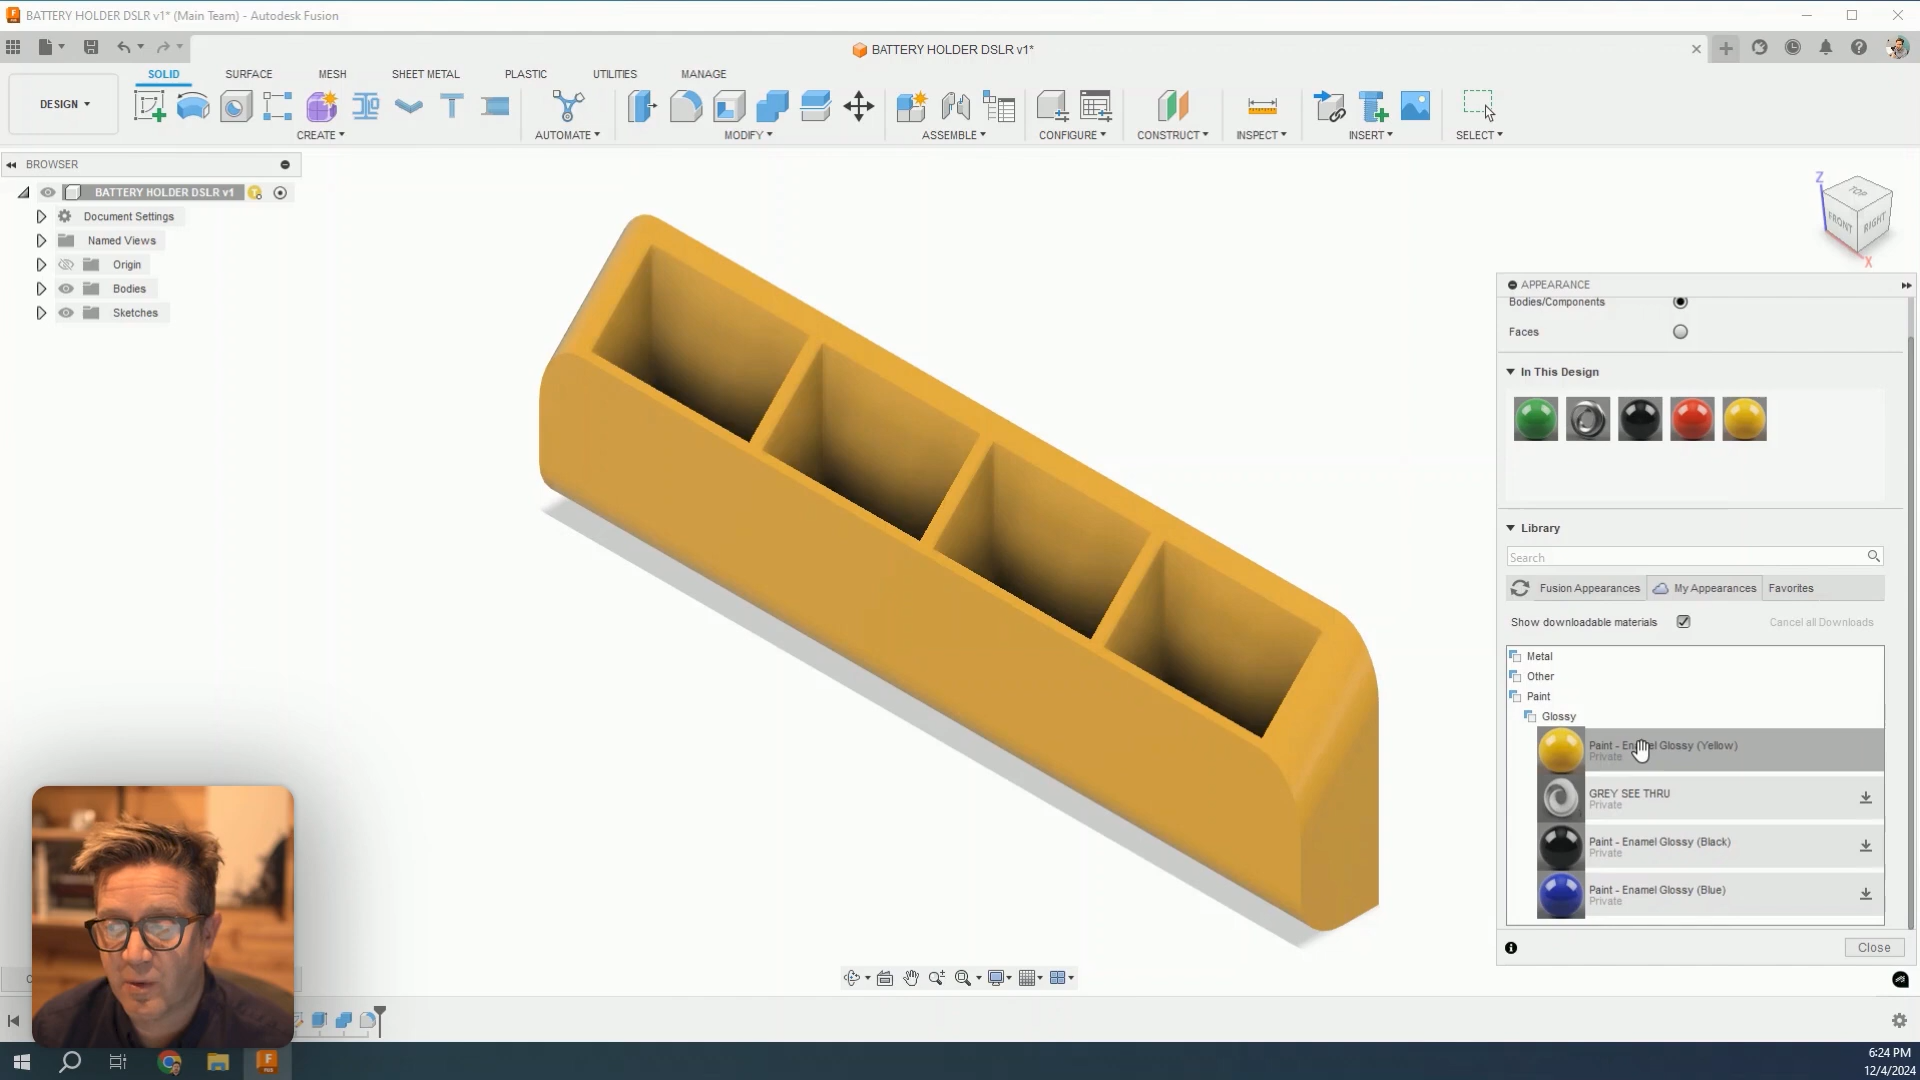 BATTERY HOLDER DSLR v1* (Main Team) - Autodesk Fusion
BATTERY HOLDER DSLR v1*
SOLID SURFACE MESH SHEET METAL PLASTIC UTILITIES MANAGE
DESIGN
CREATE AUTOMATE MODIFY ASSEMBLE CONFIGURE CONSTRUCT INSPECT INSERT SELECT
BROWSER
BATTERY HOLDER DSLR v1
Document Settings
Named Views
Origin
Bodies
Sketches
Z
TOP
FRONT
RIGHT
X
APPEARANCE
Bodies/Components
Faces
In This Design
Library
Search
Fusion Appearances My Appearances Favorites
Show downloadable materials Cancel all Downloads
Metal
Other
Paint
Glossy
Paint - Enamel Glossy (Yellow)
Private
GREY SEE THRU
Private
Paint - Enamel Glossy (Black)
Private
Paint - Enamel Glossy (Blue)
Private
Close
6:24 PM
12/4/2024